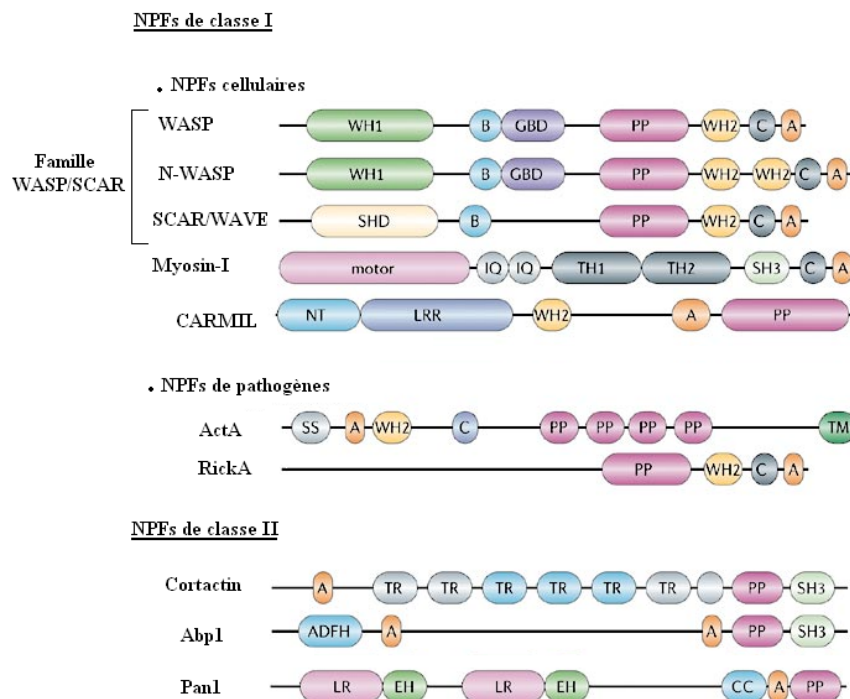 NPFs de classe I
. NPFs cellulaires
WASP WH1 B GBD PP WH2 C A
Famille
WASP/SCAR
N-WASP WH1 B GBD PP WH2 WH2 C A
SCAR/WAVE SHD B PP WH2 C A
Myosin-I motor IQ IQ TH1 TH2 SH3 C A
CARMIL NT LRR WH2 A PP
. NPFs de pathogènes
ActA SS A WH2 C PP PP PP PP TM
RickA PP WH2 C A
NPFs de classe II
Cortactin A TR TR TR TR TR TR PP SH3
Abp1 ADFH A A PP SH3
Pan1 LR EH LR EH CC A PP